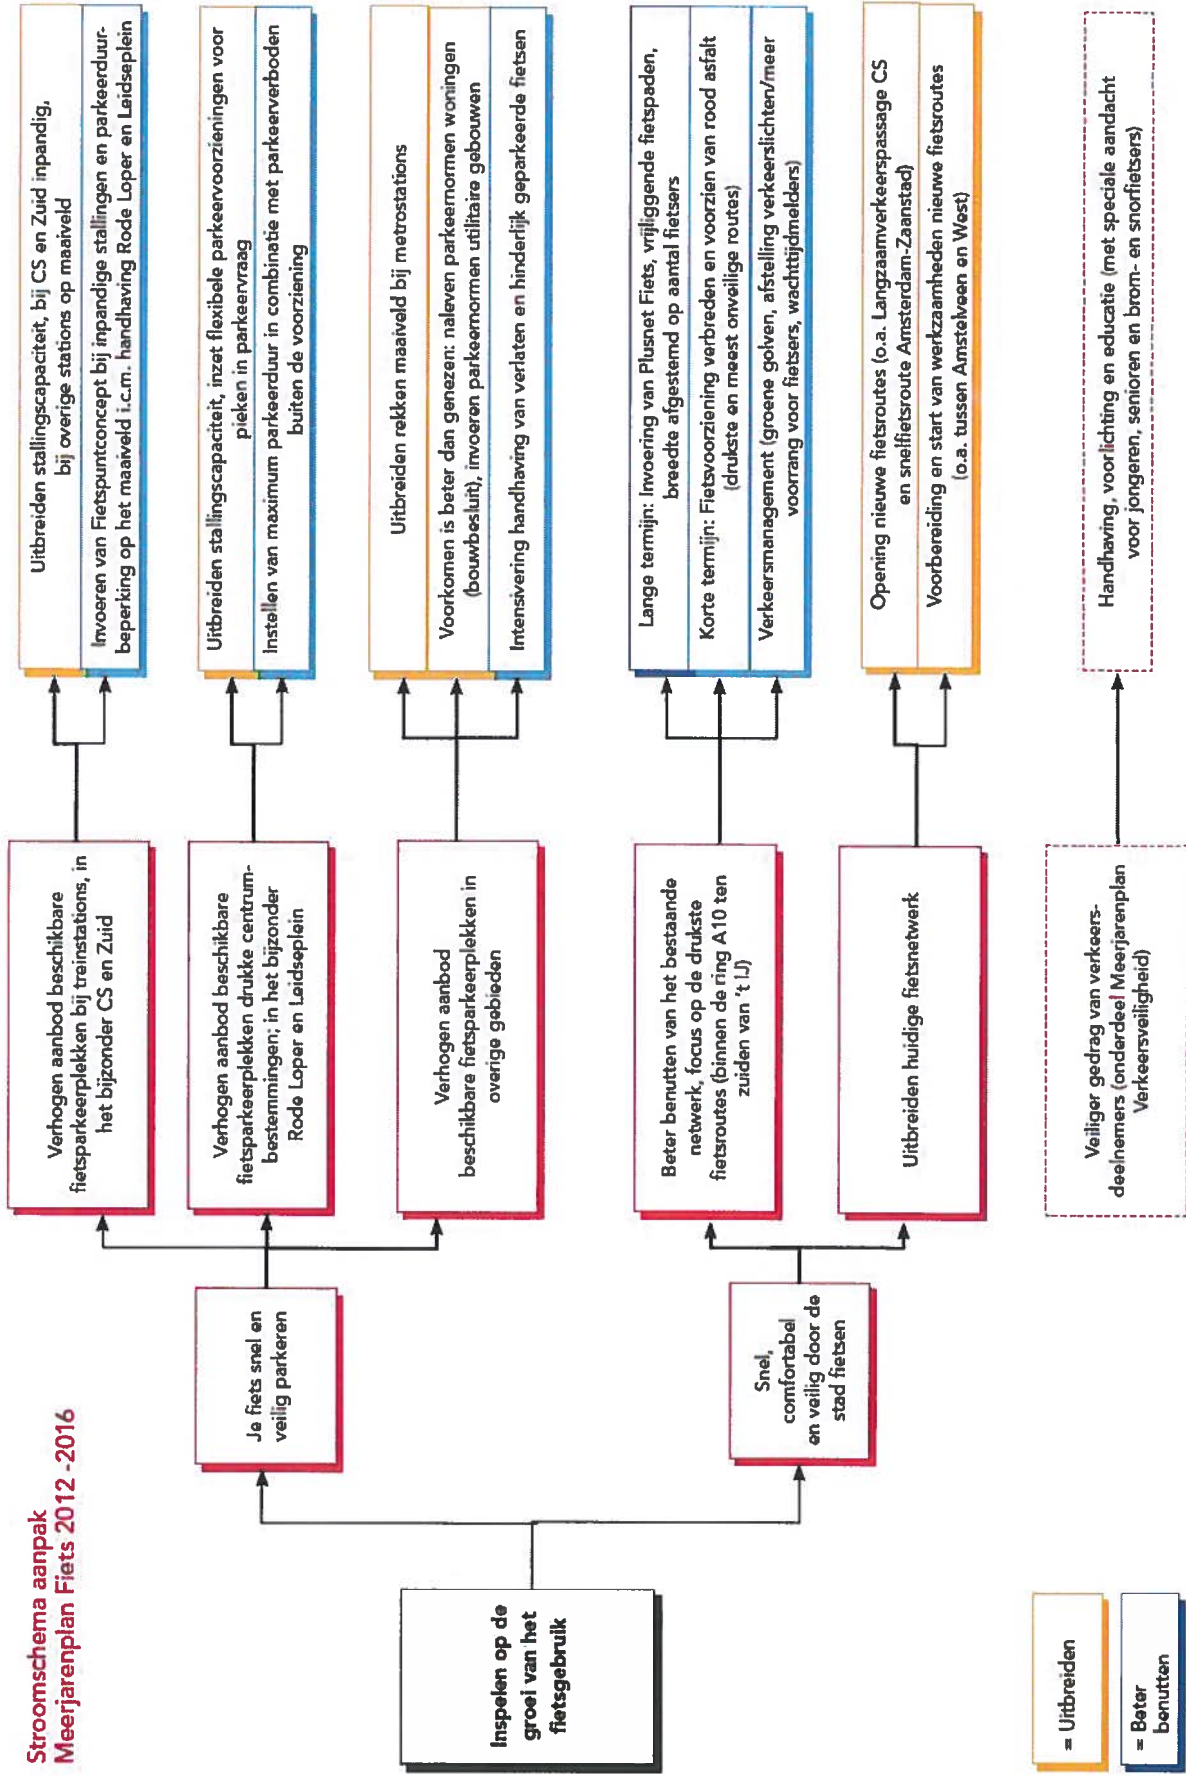 Stroomschema aanpak
Meerjarenplan Fiets 2012 -2016
Inspelen op de
groei van het
fietsgebruik
Je fiets snel en
veilig parkeren
Snel,
comfortabel
en veilig door de
stad fietsen
Verhogen aanbod beschikbare
fietsparkeerplekken bij treinstations, in
het bijzonder CS en Zuid
Verhogen aanbod beschikbare
fietsparkeerplekken drukke centrum-
bestemmingen; in het bijzonder
Rode Loper en Leidseplein
Verhogen aanbod
beschikbare fietsparkeerplekken in
overige gebieden
Beter benutten van het bestaande
netwerk, focus op de drukste
fietsroutes (binnen de ring A10 ten
zuiden van 't IJ)
Uitbreiden huidige fietsnetwerk
Veiliger gedrag van verkeers-
deelnemers (onderdeel Meerjarenplan
Verkeersveiligheid)
Uitbreiden stallingscapaciteit, bij CS en Zuid inpandig,
bij overige stations op maaiveld
Invoeren van Fietspuntconcept bij inpandige stallingen en parkeerduur-
beperking op het maaiveld i.c.m. handhaving Rode Loper en Leidseplein
Uitbreiden stallingscapaciteit, inzet flexibele parkeervoorzieningen voor
pieken in parkeervraag
Instellen van maximum parkeerduur in combinatie met parkeerverboden
buiten de voorziening
Uitbreiden rekken maaiveld bij metrostations
Voorkomen is beter dan genezen: naleven parkeernormen woningen
(bouwbesluit), invoeren parkeernormen utilitaire gebouwen
Intensivering handhaving van verlaten en hinderlijk geparkeerde fietsen
Lange termijn: Invoering van Plusnet Fiets, vrijliggende fietspaden,
breedte afgestemd op aantal fietsers
Korte termijn: Fietsvoorziening verbreden en voorzien van rood asfalt
(drukste en meest onveilige routes)
Verkeersmanagement (groene golven, afstelling verkeerslichten/meer
voorrang voor fietsers, wachttijdmelders)
Opening nieuwe fietsroutes (o.a. Langzaamverkeerspassage CS
en snelfietsroute Amsterdam-Zaanstad)
Voorbereiding en start van werkzaamheden nieuwe fietsroutes
(o.a. tussen Amstelveen en West)
Handhaving, voorlichting en educatie (met speciale aandacht
voor jongeren, senioren en brom- en snorfietsers)
= Uitbreiden
= Beter
benutten